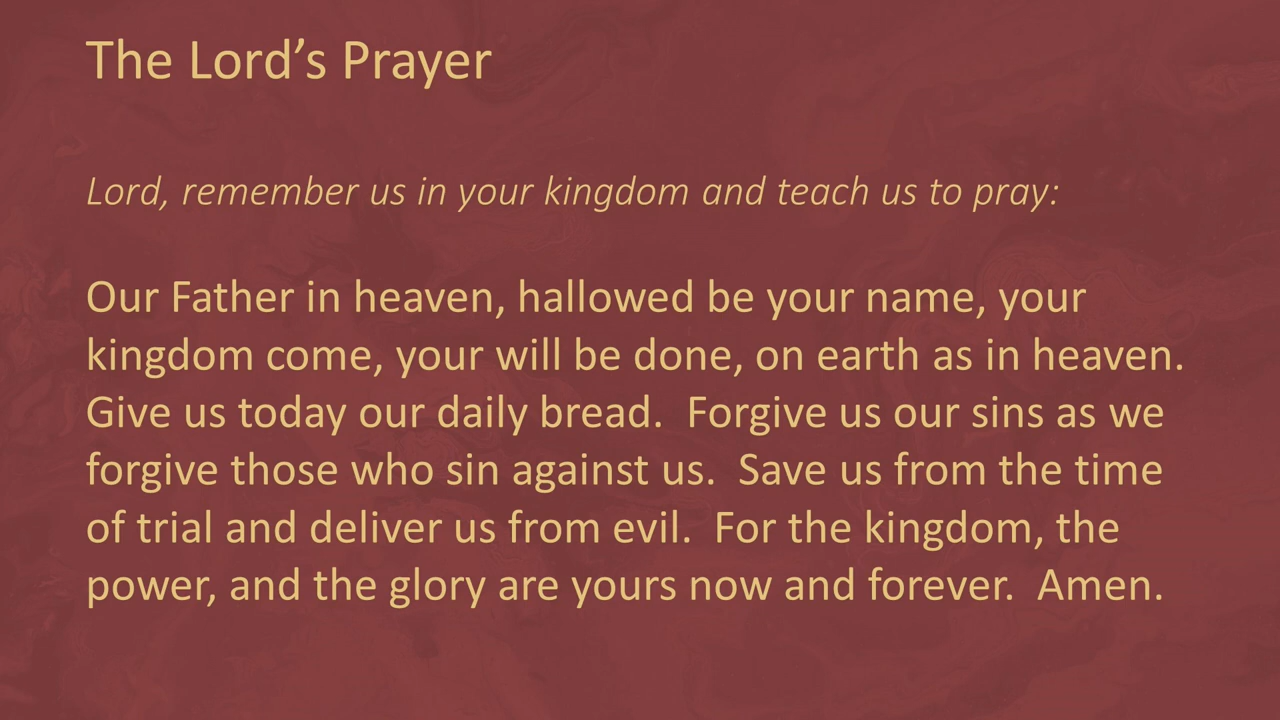 The Lord’s Prayer
Lord, remember us in your kingdom and teach us to pray:
Our Father in heaven, hallowed be your name, your
kingdom come, your will be done, on earth as in heaven.
Give us today our daily bread.  Forgive us our sins as we
forgive those who sin against us.  Save us from the time
of trial and deliver us from evil.  For the kingdom, the
power, and the glory are yours now and forever.  Amen.